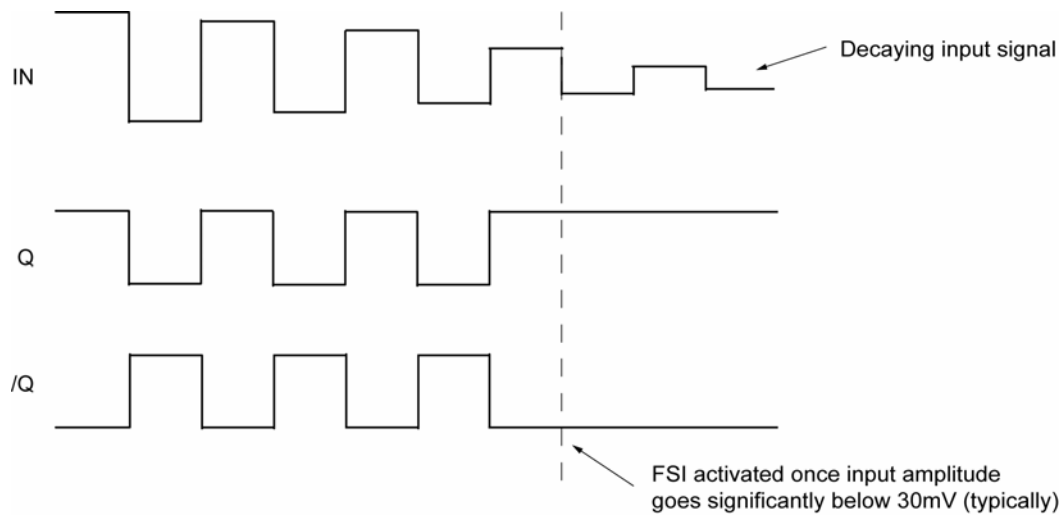 IN
Decaying input signal
Q
/Q
FSI activated once input amplitude
goes significantly below 30mV (typically)